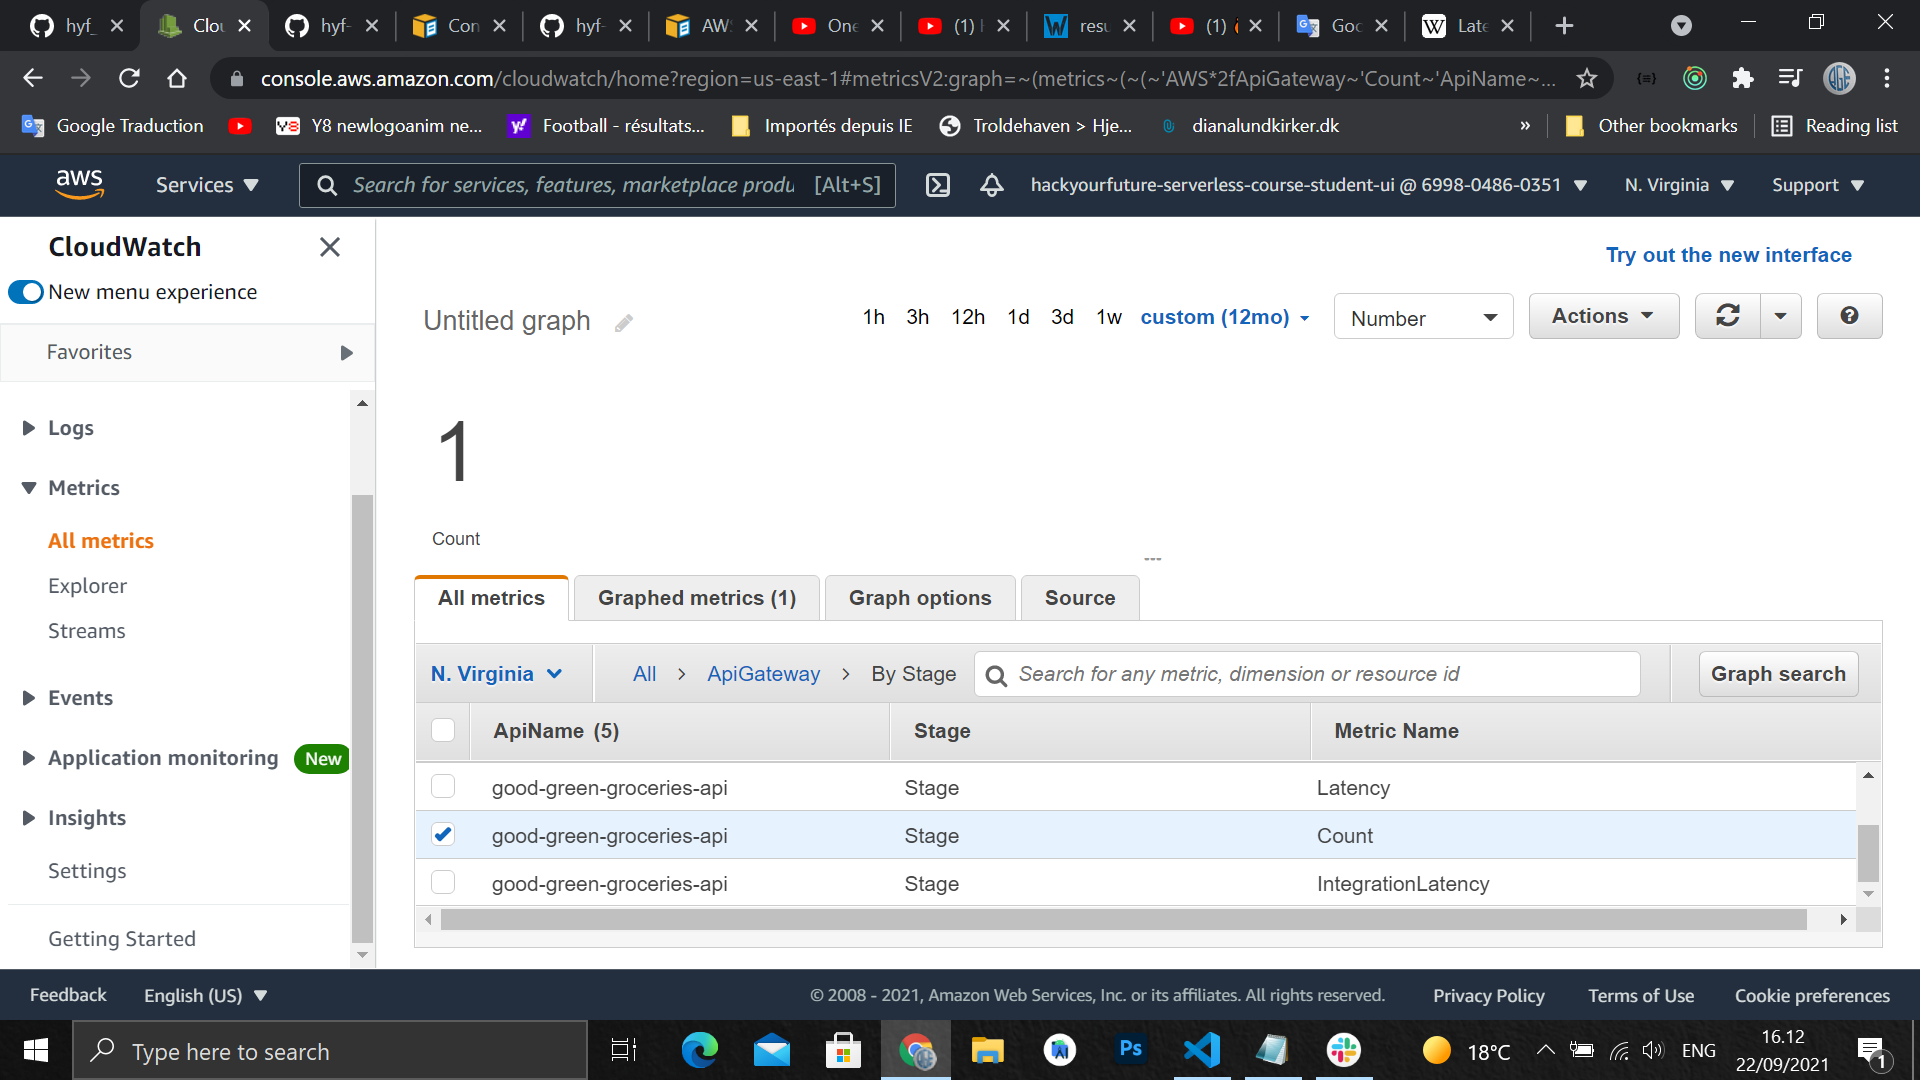 hyf_
Clou
hyf-
Con
hyf-
AWS
One
(1)
resu
(1)
Goo
Late
console.aws.amazon.com/cloudwatch/home?region=us-east-1#metricsV2:graph=~(metrics~(~(~'AWS*2fApiGateway~'Count~'ApiName~...
Google Traduction
Y8 newlogoanim ne...
Football - résultats...
Importés depuis IE
Troldehaven > Hje...
dianalundkirker.dk
»
Other bookmarks
Reading list
aws
Services
Search for services, features, marketplace produ
[Alt+S]
hackyourfuture-serverless-course-student-ui @ 6998-0486-0351
N. Virginia
Support
CloudWatch
New menu experience
Favorites
Logs
Metrics
All metrics
Explorer
Streams
Events
Application monitoring New
Insights
Settings
Getting Started
Try out the new interface
Untitled graph
1h 3h 12h 1d 3d 1w custom (12mo)
Number
Actions
1
Count
All metrics
Graphed metrics (1)
Graph options
Source
N. Virginia
All > ApiGateway > By Stage
Search for any metric, dimension or resource id
Graph search
ApiName (5) Stage Metric Name
good-green-groceries-api Stage Latency
good-green-groceries-api Stage Count
good-green-groceries-api Stage IntegrationLatency
Feedback
English (US)
© 2008 - 2021, Amazon Web Services, Inc. or its affiliates. All rights reserved.
Privacy Policy
Terms of Use
Cookie preferences
Type here to search
Ps
18°C
ENG
16.12
22/09/2021
1